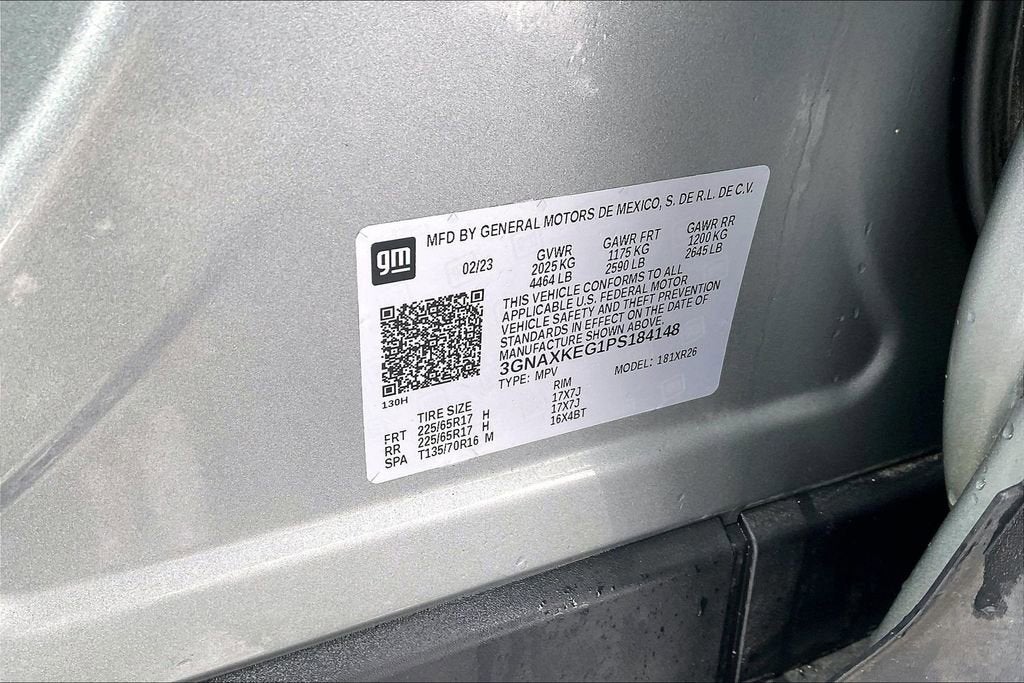 gm
MFD BY GENERAL MOTORS DE MEXICO, S. DE R.L. DE C.V.
02/23
GVWR GAWR FRT GAWR RR
2025 KG 1175 KG 1200 KG
4464 LB 2590 LB 2645 LB
THIS VEHICLE CONFORMS TO ALL
APPLICABLE U.S. FEDERAL MOTOR
VEHICLE SAFETY AND THEFT PREVENTION
STANDARDS IN EFFECT ON THE DATE OF
MANUFACTURE SHOWN ABOVE.
3GNAXKEG1PS184148
TYPE: MPV MODEL: 181XR26
130H
TIRE SIZE RIM
FRT 225/65R17 H 17X7J
RR 225/65R17 H 17X7J
SPA T135/70R16 M 16X4BT